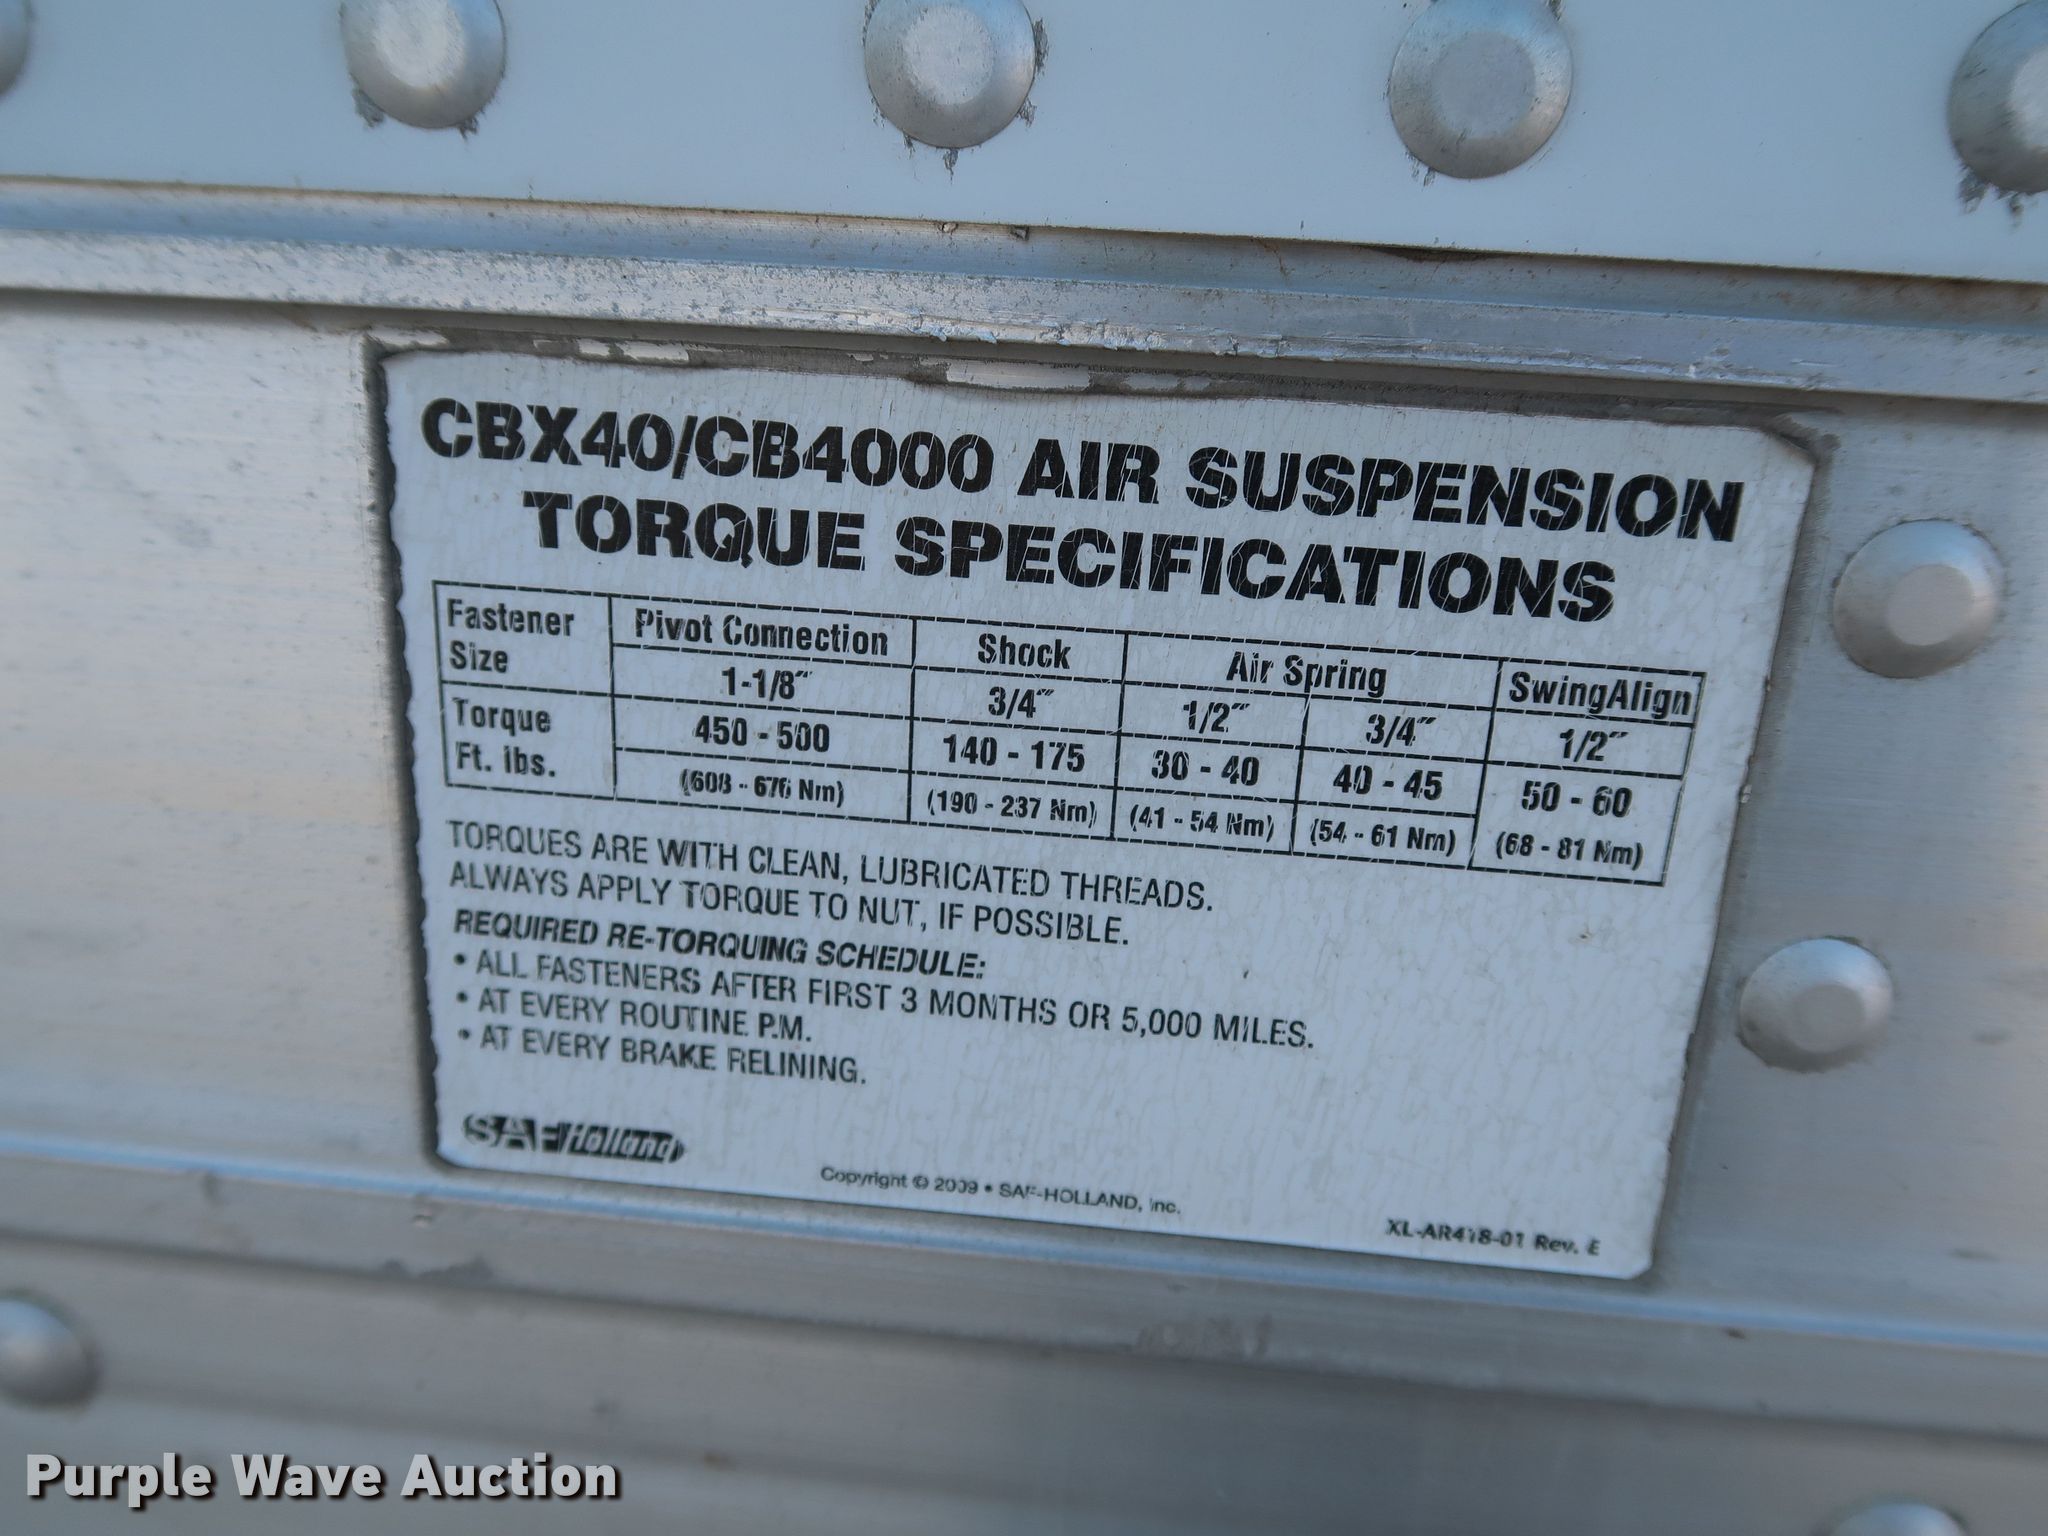 CBX40/CB4000 AIR SUSPENSION
TORQUE SPECIFICATIONS
Fastener Size Pivot Connection Shock Air Spring SwingAlign
1-1/8" 3/4" 1/2" 3/4" 1/2"
Torque Ft. lbs. 450 - 500 140 - 175 30 - 40 40 - 45 50 - 60
(608 - 676 Nm) (190 - 237 Nm) (41 - 54 Nm) (54 - 61 Nm) (68 - 81 Nm)
TORQUES ARE WITH CLEAN, LUBRICATED THREADS.
ALWAYS APPLY TORQUE TO NUT, IF POSSIBLE.
REQUIRED RE-TORQUING SCHEDULE:
• ALL FASTENERS AFTER FIRST 3 MONTHS OR 5,000 MILES.
• AT EVERY ROUTINE P.M.
• AT EVERY BRAKE RELINING.
SAF Holland
Copyright © 2009 • SAF-HOLLAND, Inc.
XL-AR418-01 Rev. E
Purple Wave Auction